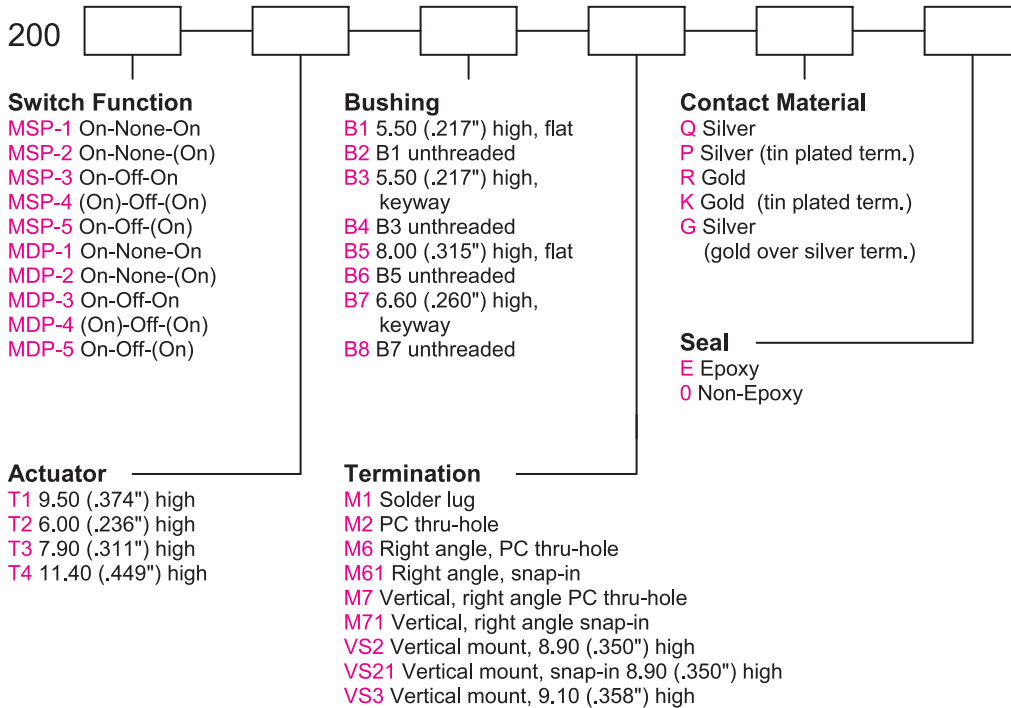 200
Switch Function
MSP-1 On-None-On
MSP-2 On-None-(On)
MSP-3 On-Off-On
MSP-4 (On)-Off-(On)
MSP-5 On-Off-(On)
MDP-1 On-None-On
MDP-2 On-None-(On)
MDP-3 On-Off-On
MDP-4 (On)-Off-(On)
MDP-5 On-Off-(On)
Bushing
B1 5.50 (.217") high, flat
B2 B1 unthreaded
B3 5.50 (.217") high,
keyway
B4 B3 unthreaded
B5 8.00 (.315") high, flat
B6 B5 unthreaded
B7 6.60 (.260") high,
keyway
B8 B7 unthreaded
Contact Material
Q Silver
P Silver (tin plated term.)
R Gold
K Gold (tin plated term.)
G Silver
(gold over silver term.)
Seal
E Epoxy
0 Non-Epoxy
Actuator
T1 9.50 (.374") high
T2 6.00 (.236") high
T3 7.90 (.311") high
T4 11.40 (.449") high
Termination
M1 Solder lug
M2 PC thru-hole
M6 Right angle, PC thru-hole
M61 Right angle, snap-in
M7 Vertical, right angle PC thru-hole
M71 Vertical, right angle snap-in
VS2 Vertical mount, 8.90 (.350") high
VS21 Vertical mount, snap-in 8.90 (.350") high
VS3 Vertical mount, 9.10 (.358") high